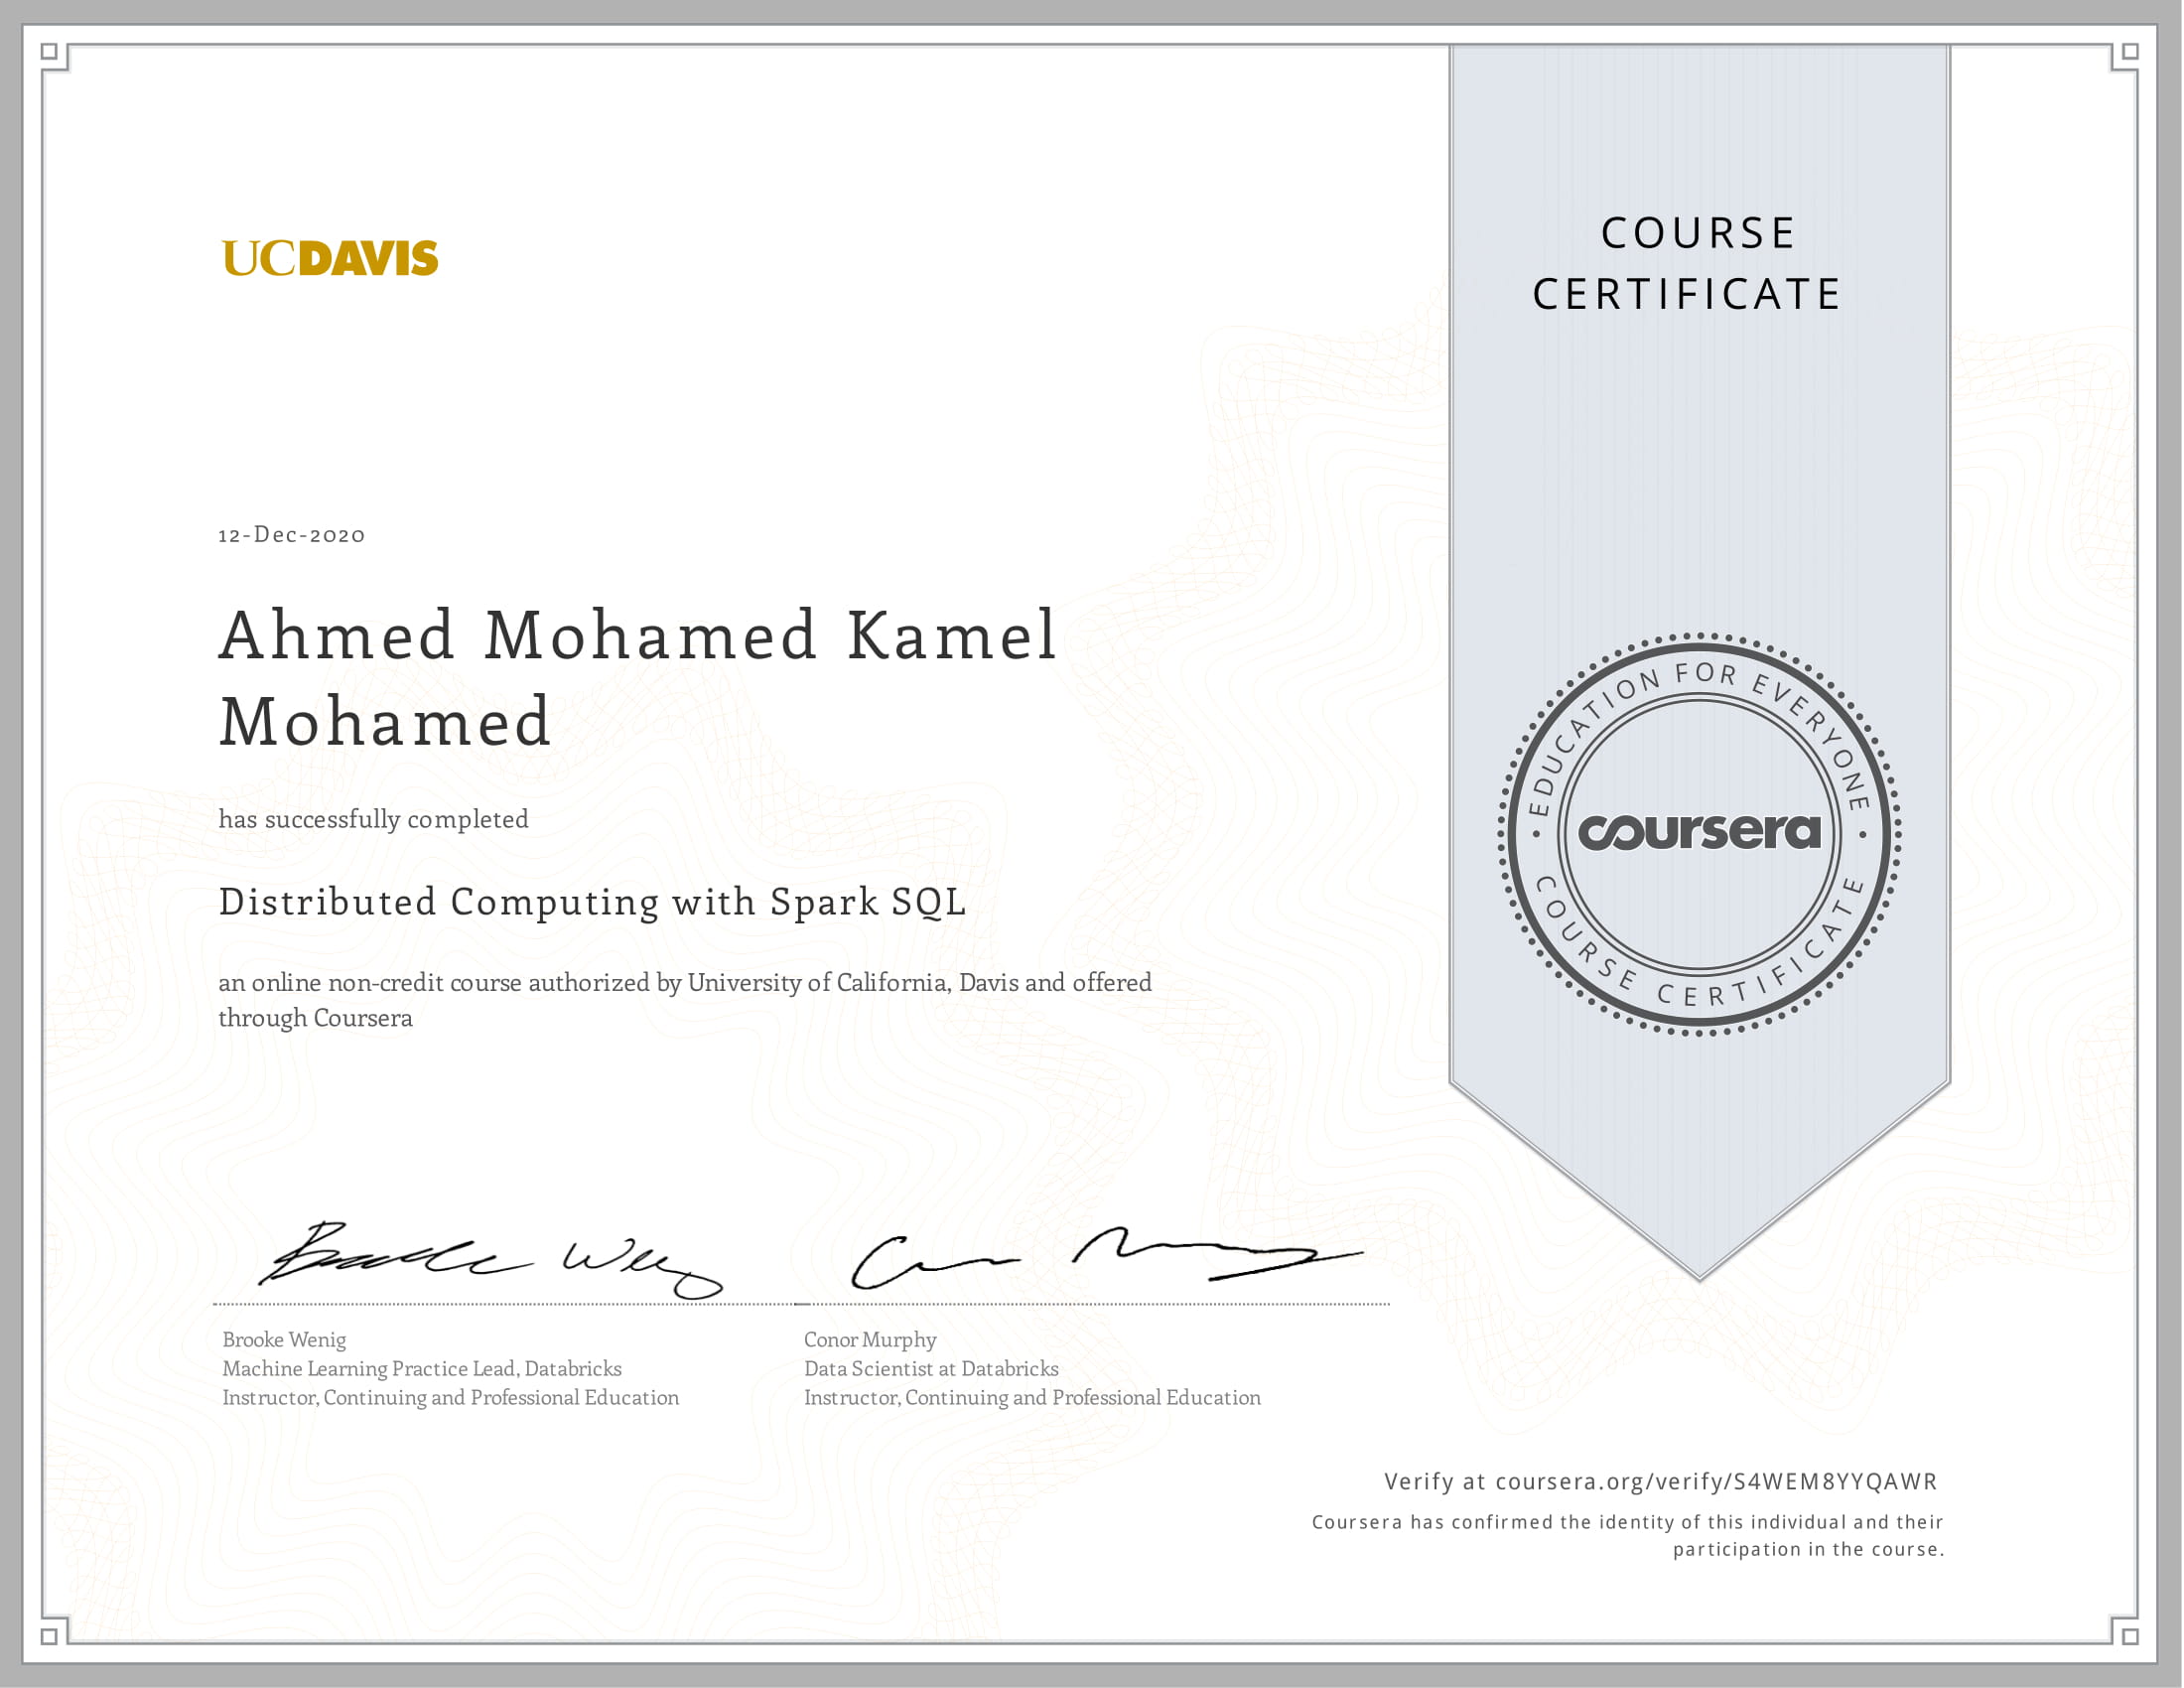 UCDAVIS
COURSE
CERTIFICATE
12-Dec-2020
Ahmed Mohamed Kamel
Mohamed
has successfully completed
Distributed Computing with Spark SQL
an online non-credit course authorized by University of California, Davis and offered
through Coursera
EDUCATION FOR EVERYONE
coursera
COURSE CERTIFICATE
Brooke Wenig
Machine Learning Practice Lead, Databricks
Instructor, Continuing and Professional Education
Conor Murphy
Data Scientist at Databricks
Instructor, Continuing and Professional Education
Verify at coursera.org/verify/S4WEM8YYQAWR
Coursera has confirmed the identity of this individual and their
participation in the course.